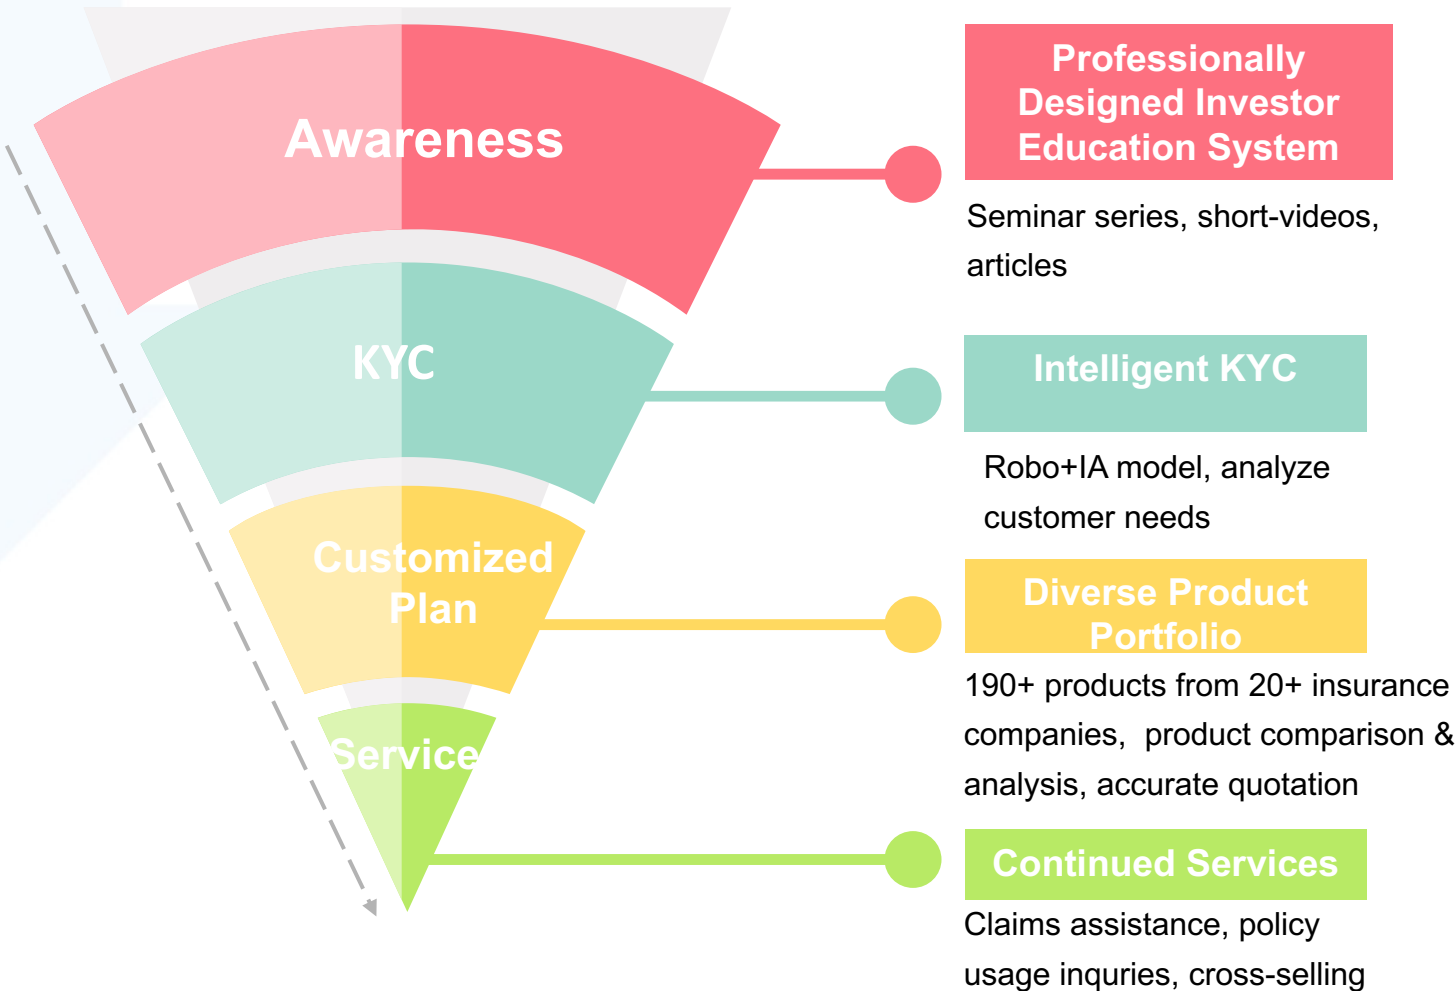 Awareness
Professionally
Designed Investor
Education System
Seminar series, short-videos,
articles
KYC
Intelligent KYC
Robo+IA model, analyze
customer needs
Customized
Plan
Diverse Product
Portfolio
190+ products from 20+ insurance
companies,  product comparison &
analysis, accurate quotation
Service
Continued Services
Claims assistance, policy
usage inquries, cross-selling